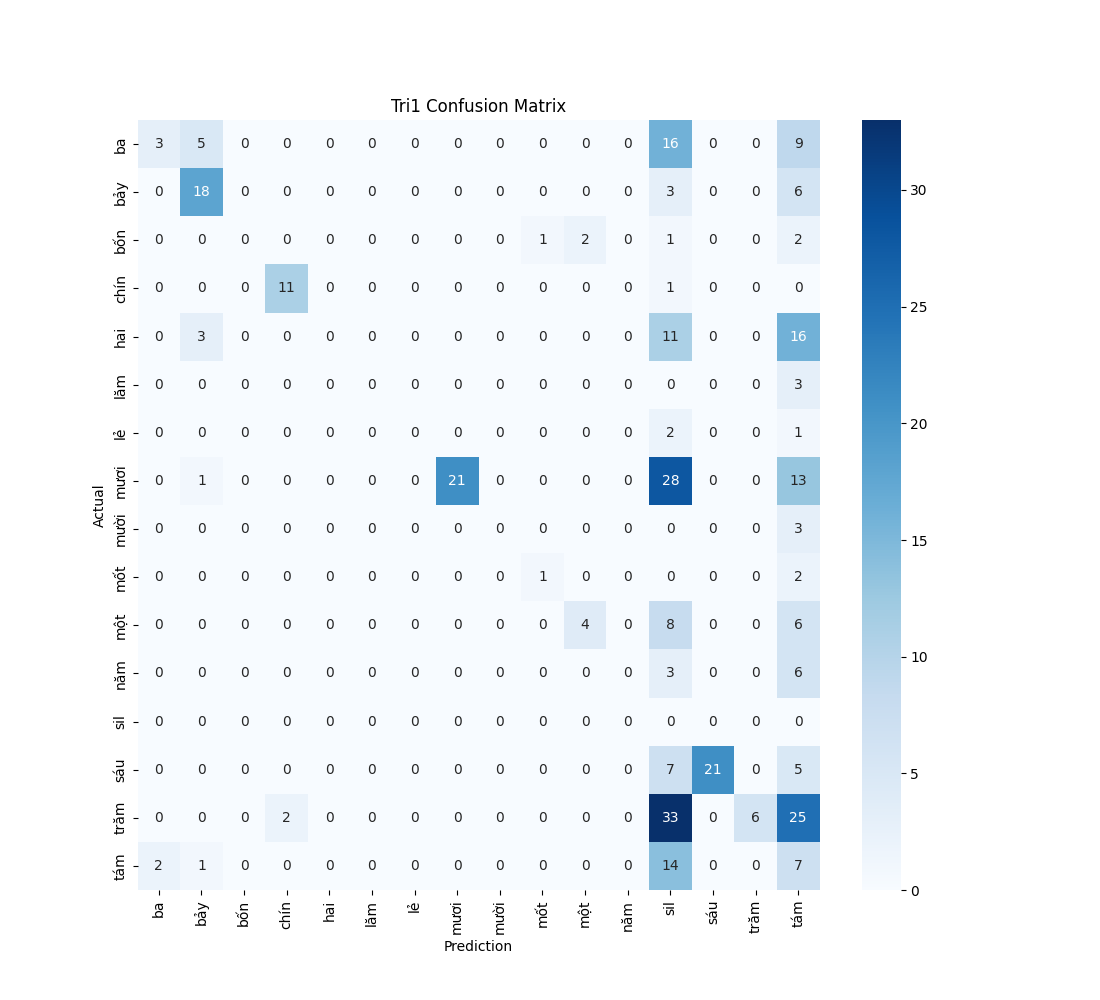 Tri1 Confusion Matrix
ba 3 5 0 0 0 0 0 0 0 0 0 0 16 0 0 9
bảy 0 18 0 0 0 0 0 0 0 0 0 0 3 0 0 6
bốn 0 0 0 0 0 0 0 0 0 1 2 0 1 0 0 2
chín 0 0 0 11 0 0 0 0 0 0 0 0 1 0 0 0
hai 0 3 0 0 0 0 0 0 0 0 0 0 11 0 0 16
lăm 0 0 0 0 0 0 0 0 0 0 0 0 0 0 0 3
lẻ 0 0 0 0 0 0 0 0 0 0 0 0 2 0 0 1
mươi 0 1 0 0 0 0 0 21 0 0 0 0 28 0 0 13
mười 0 0 0 0 0 0 0 0 0 0 0 0 0 0 0 3
mốt 0 0 0 0 0 0 0 0 0 1 0 0 0 0 0 2
một 0 0 0 0 0 0 0 0 0 0 4 0 8 0 0 6
năm 0 0 0 0 0 0 0 0 0 0 0 0 3 0 0 6
sil 0 0 0 0 0 0 0 0 0 0 0 0 0 0 0 0
sáu 0 0 0 0 0 0 0 0 0 0 0 0 7 21 0 5
trăm 0 0 0 2 0 0 0 0 0 0 0 0 33 0 6 25
tám 2 1 0 0 0 0 0 0 0 0 0 0 14 0 0 7
ba bảy bốn chín hai lăm lẻ mươi mười mốt một năm sil sáu trăm tám
Prediction
Actual
30
25
20
15
10
5
0